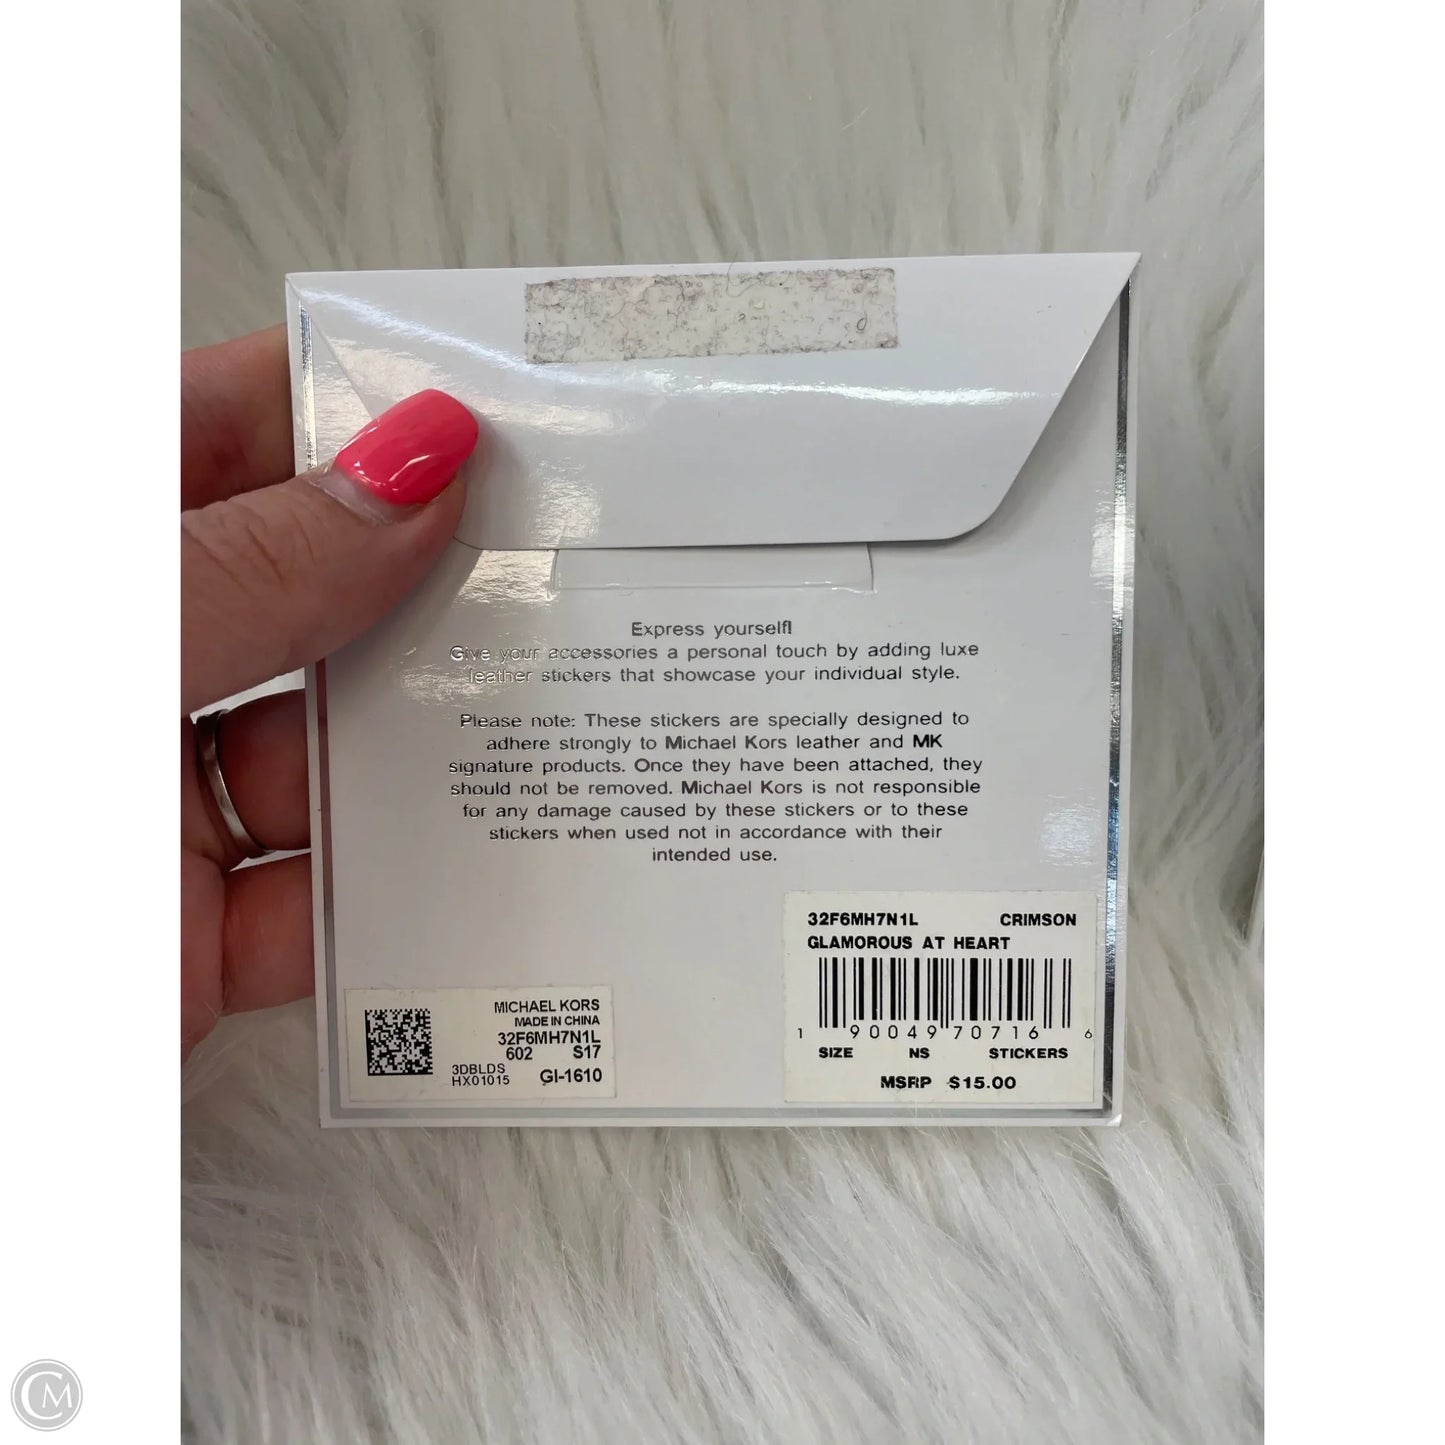 Express yourself!
Give your accessories a personal touch by adding luxe
leather stickers that showcase your individual style.
Please note: These stickers are specially designed to
adhere strongly to Michael Kors leather and MK
signature products. Once they have been attached, they
should not be removed. Michael Kors is not responsible
for any damage caused by these stickers or to these
stickers when used not in accordance with their
intended use.
32F6MH7N1L CRIMSON
GLAMOROUS AT HEART
1 90049 70716 6
SIZE NS STICKERS
MSRP $15.00
MICHAEL KORS
MADE IN CHINA
32F6MH7N1L
602 S17
3DBLDS
HX01015 GI-1610
CM